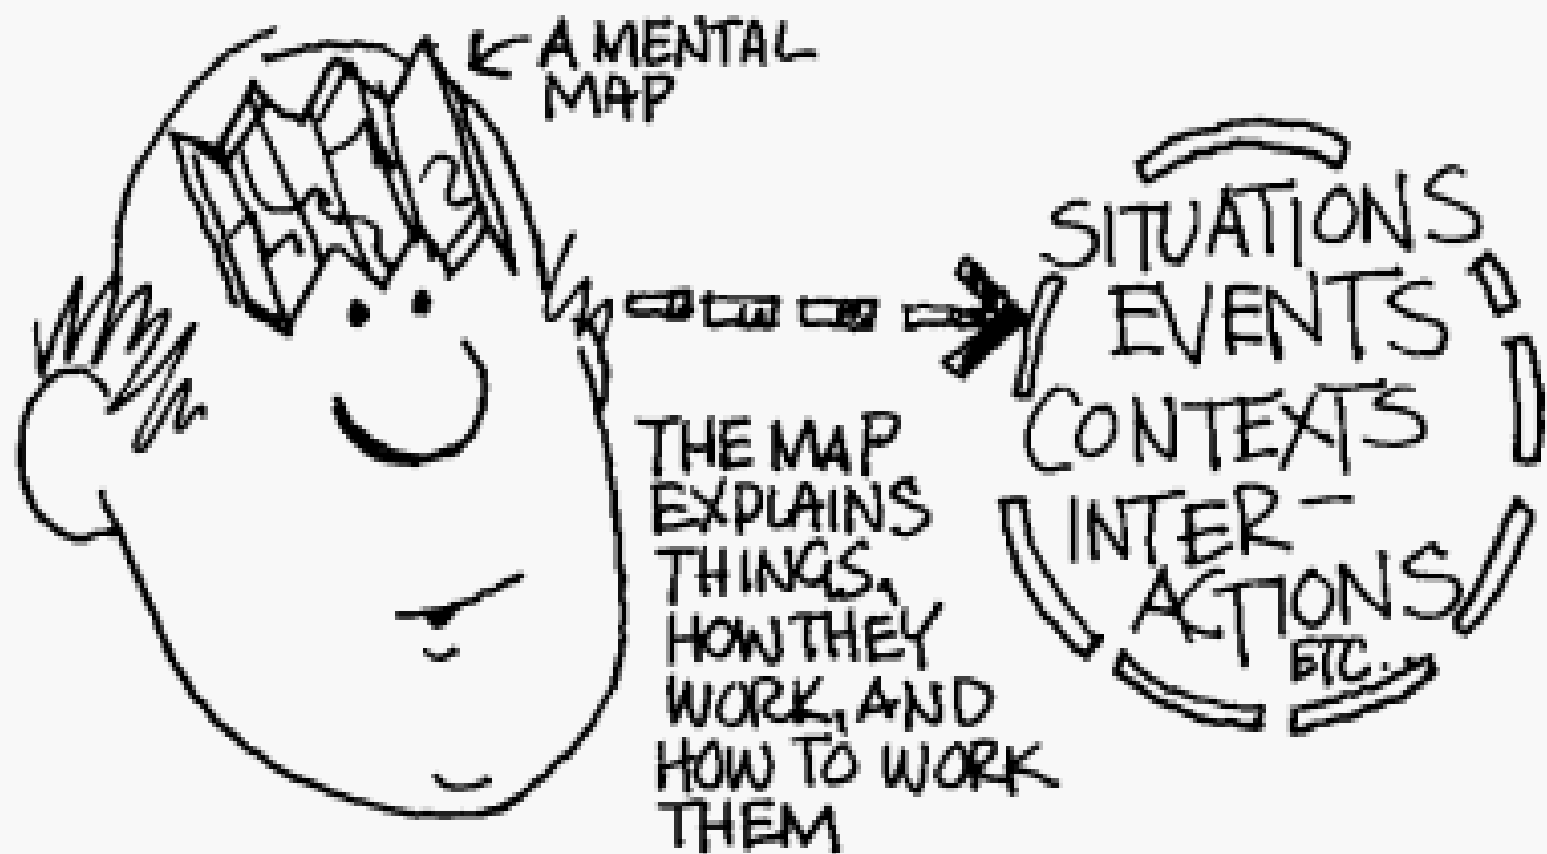 A MENTAL
MAP
SITUATIONS
EVENTS
CONTEXTS
INTER-
ACTIONS
ETC...
THE MAP
EXPLAINS
THINGS,
HOW THEY
WORK, AND
HOW TO WORK
THEM